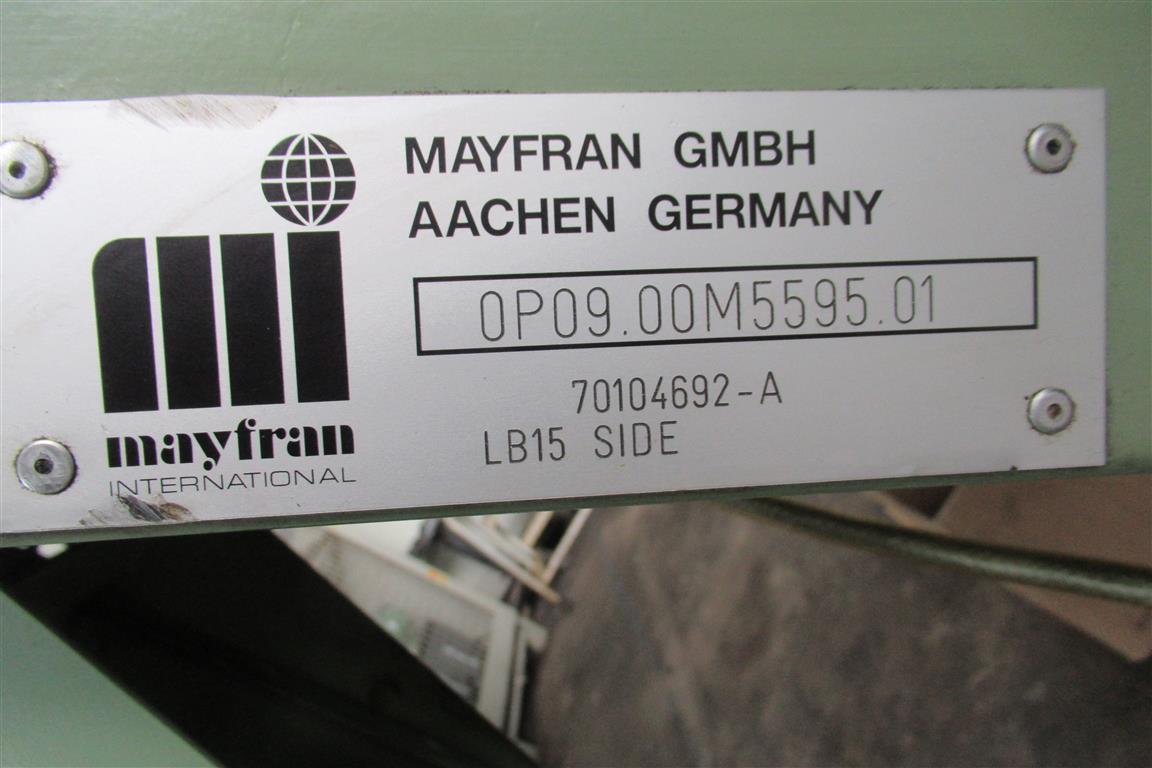 MAYFRAN GMBH
AACHEN GERMANY
0P09.00M5595.01
70104692-A
LB15 SIDE
mayfran
INTERNATIONAL